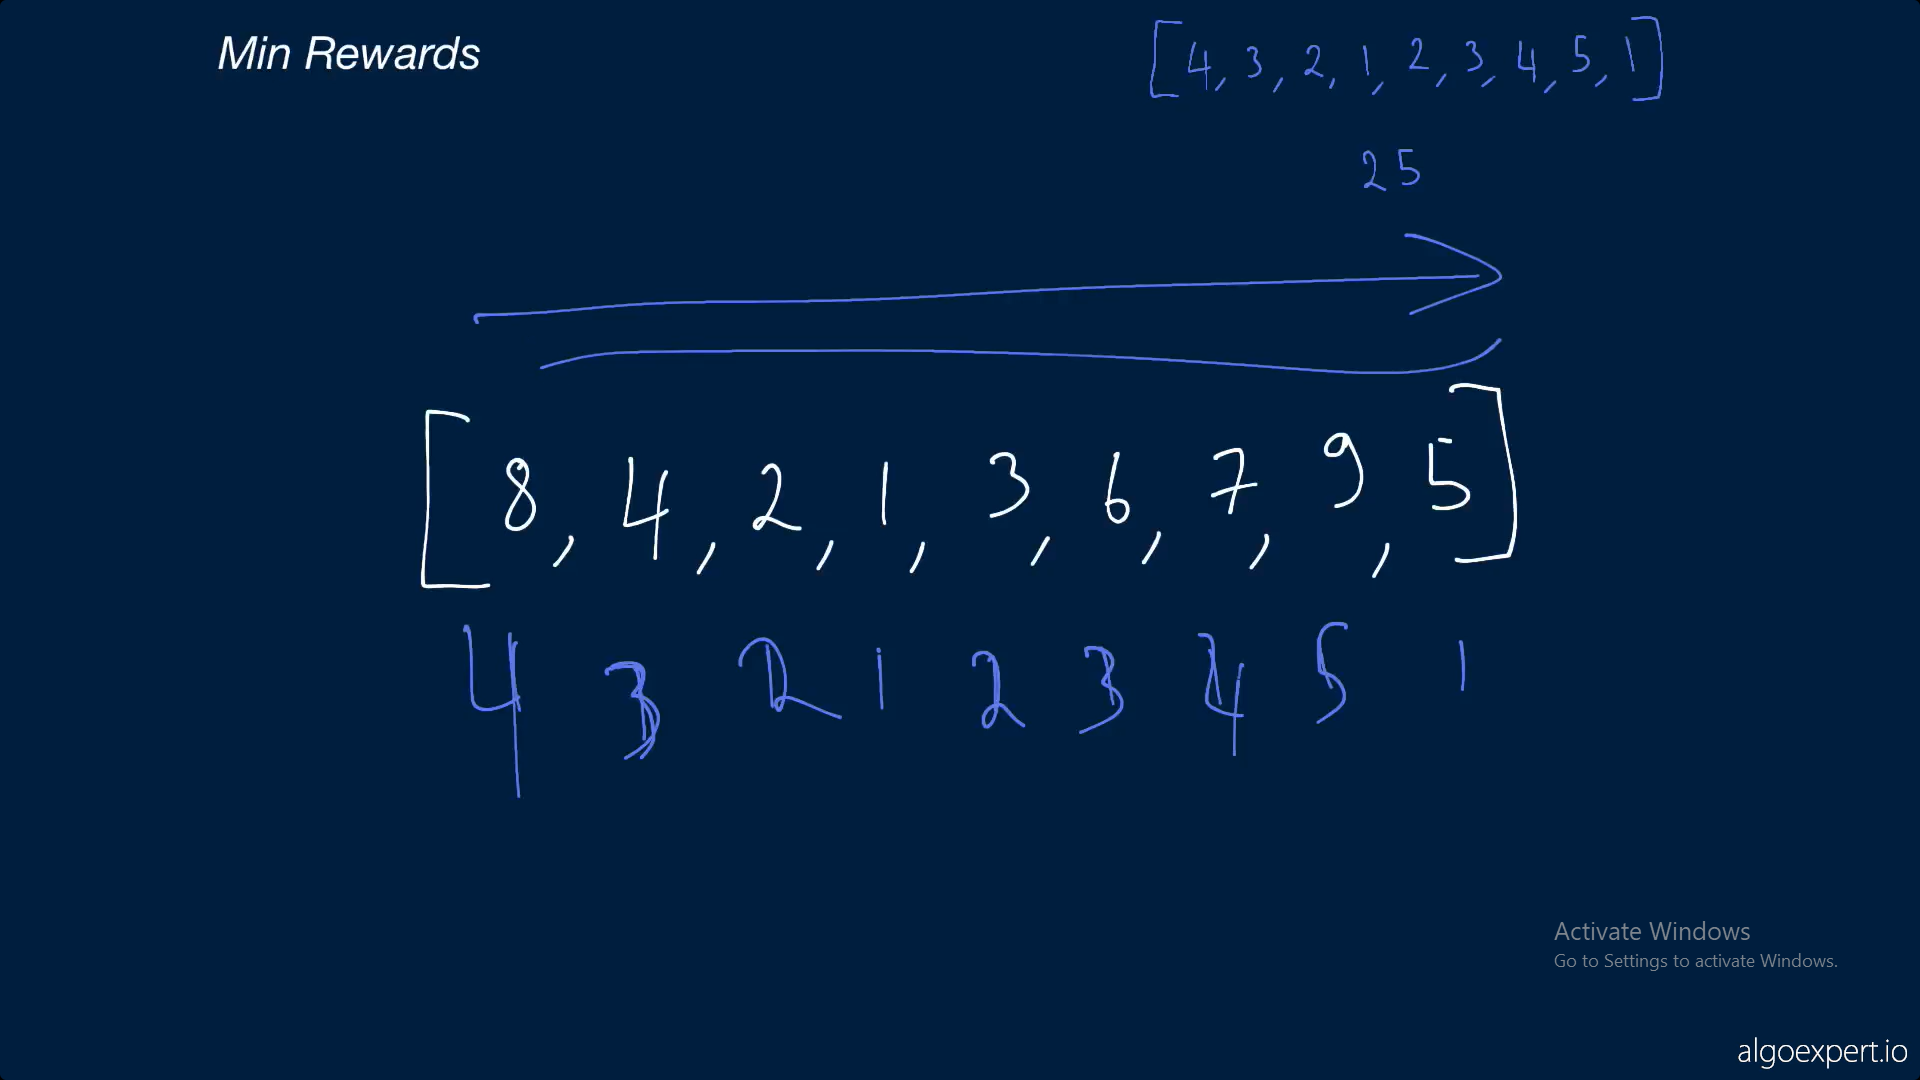 Min Rewards
[4, 3, 2, 1, 2, 3, 4, 5, 1]
25
[8, 4, 2, 1, 3, 6, 7, 9, 5]
4 3 2 1 2 3 4 5 1
Activate Windows
Go to Settings to activate Windows.
algoexpert.io